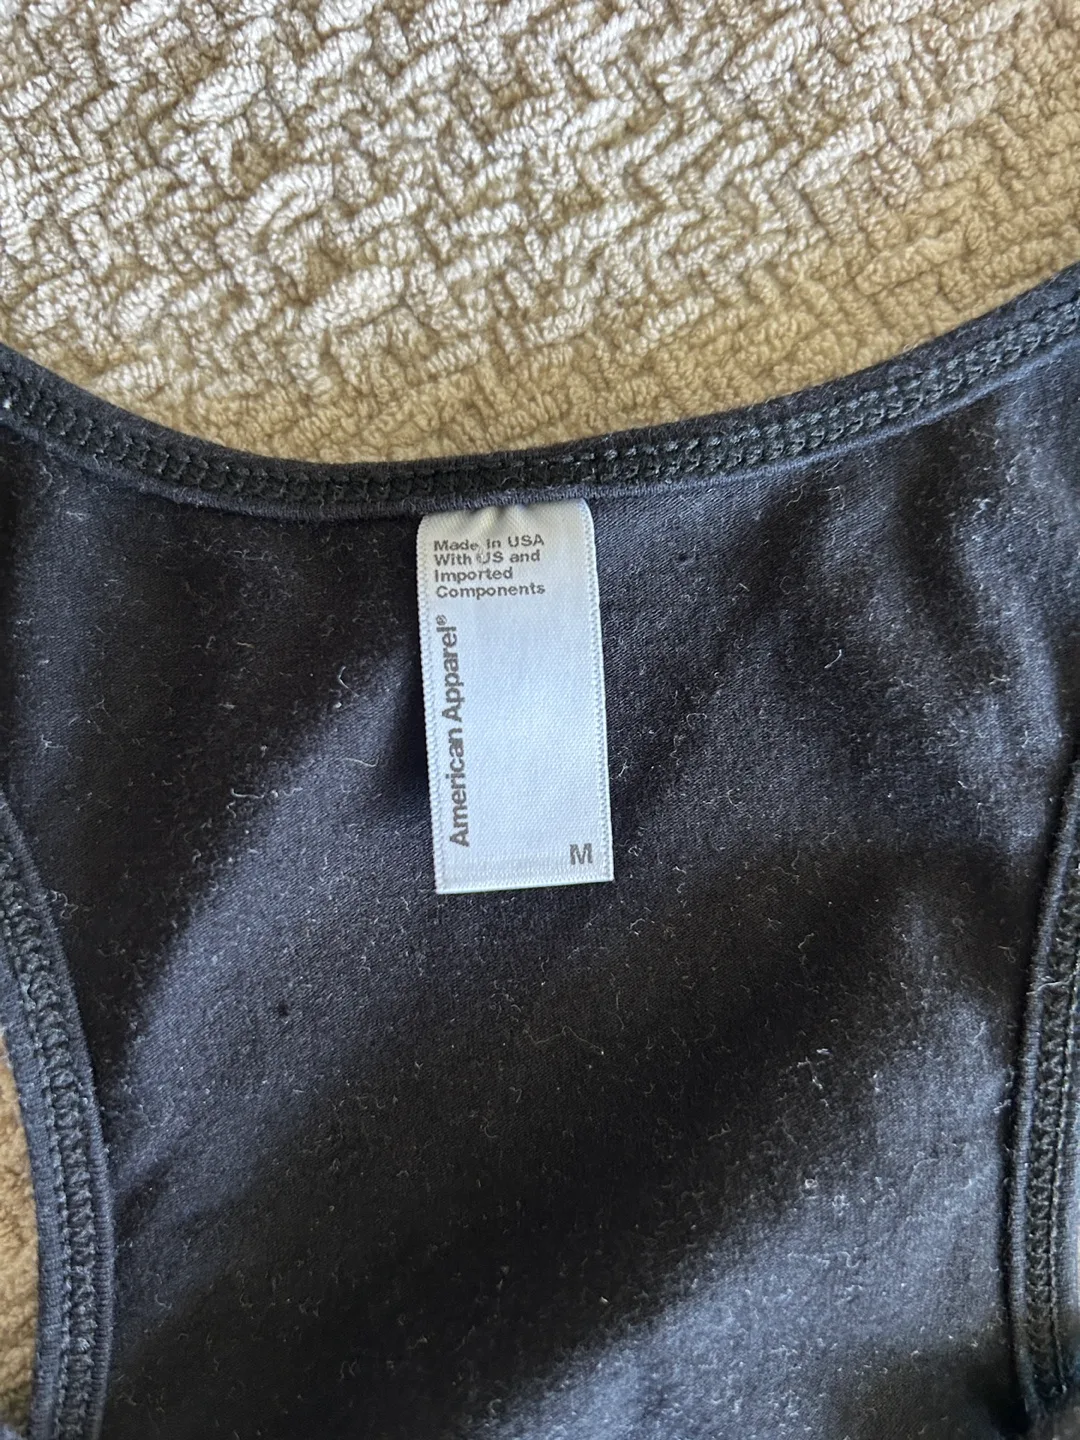 Made in USA
With US and
Imported
Components
American Apparel®
M